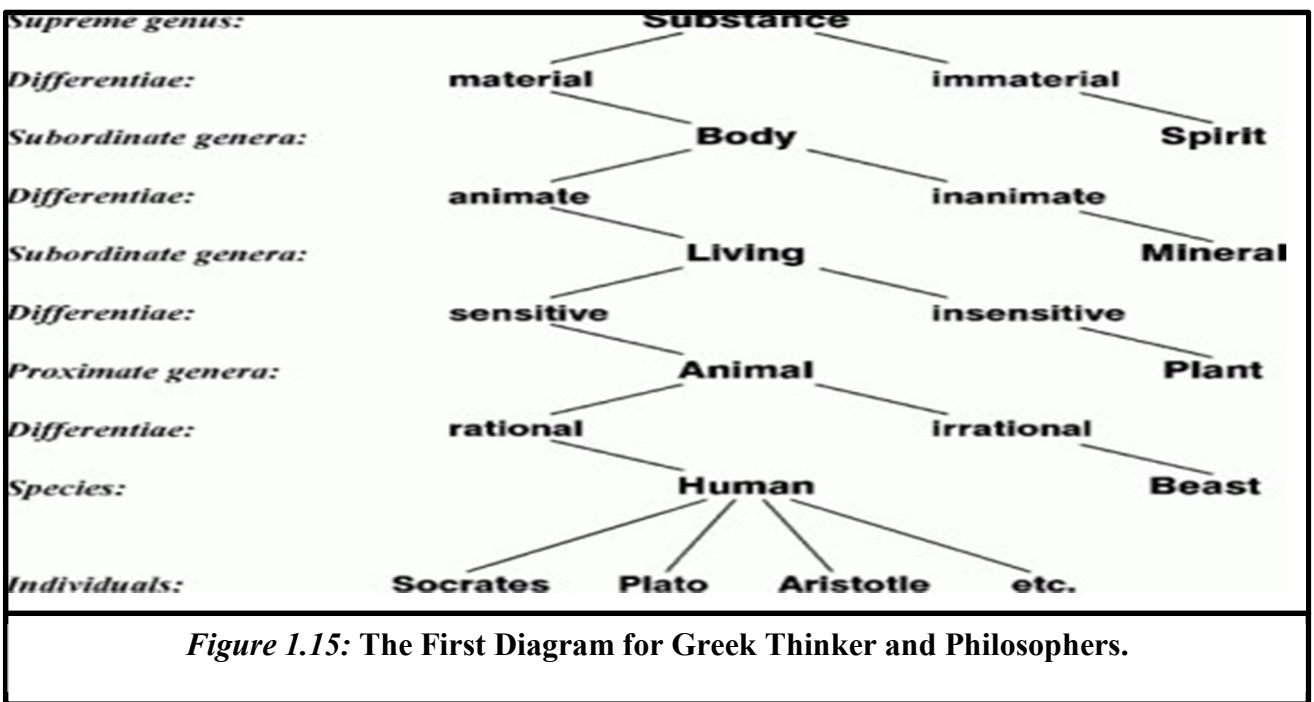 Supreme genus: Substance
Differentiae: material immaterial
Subordinate genera: Body Spirit
Differentiae: animate inanimate
Subordinate genera: Living Mineral
Differentiae: sensitive insensitive
Proximate genera: Animal Plant
Differentiae: rational irrational
Species: Human Beast
Individuals: Socrates Plato Aristotle etc.
Figure 1.15: The First Diagram for Greek Thinker and Philosophers.